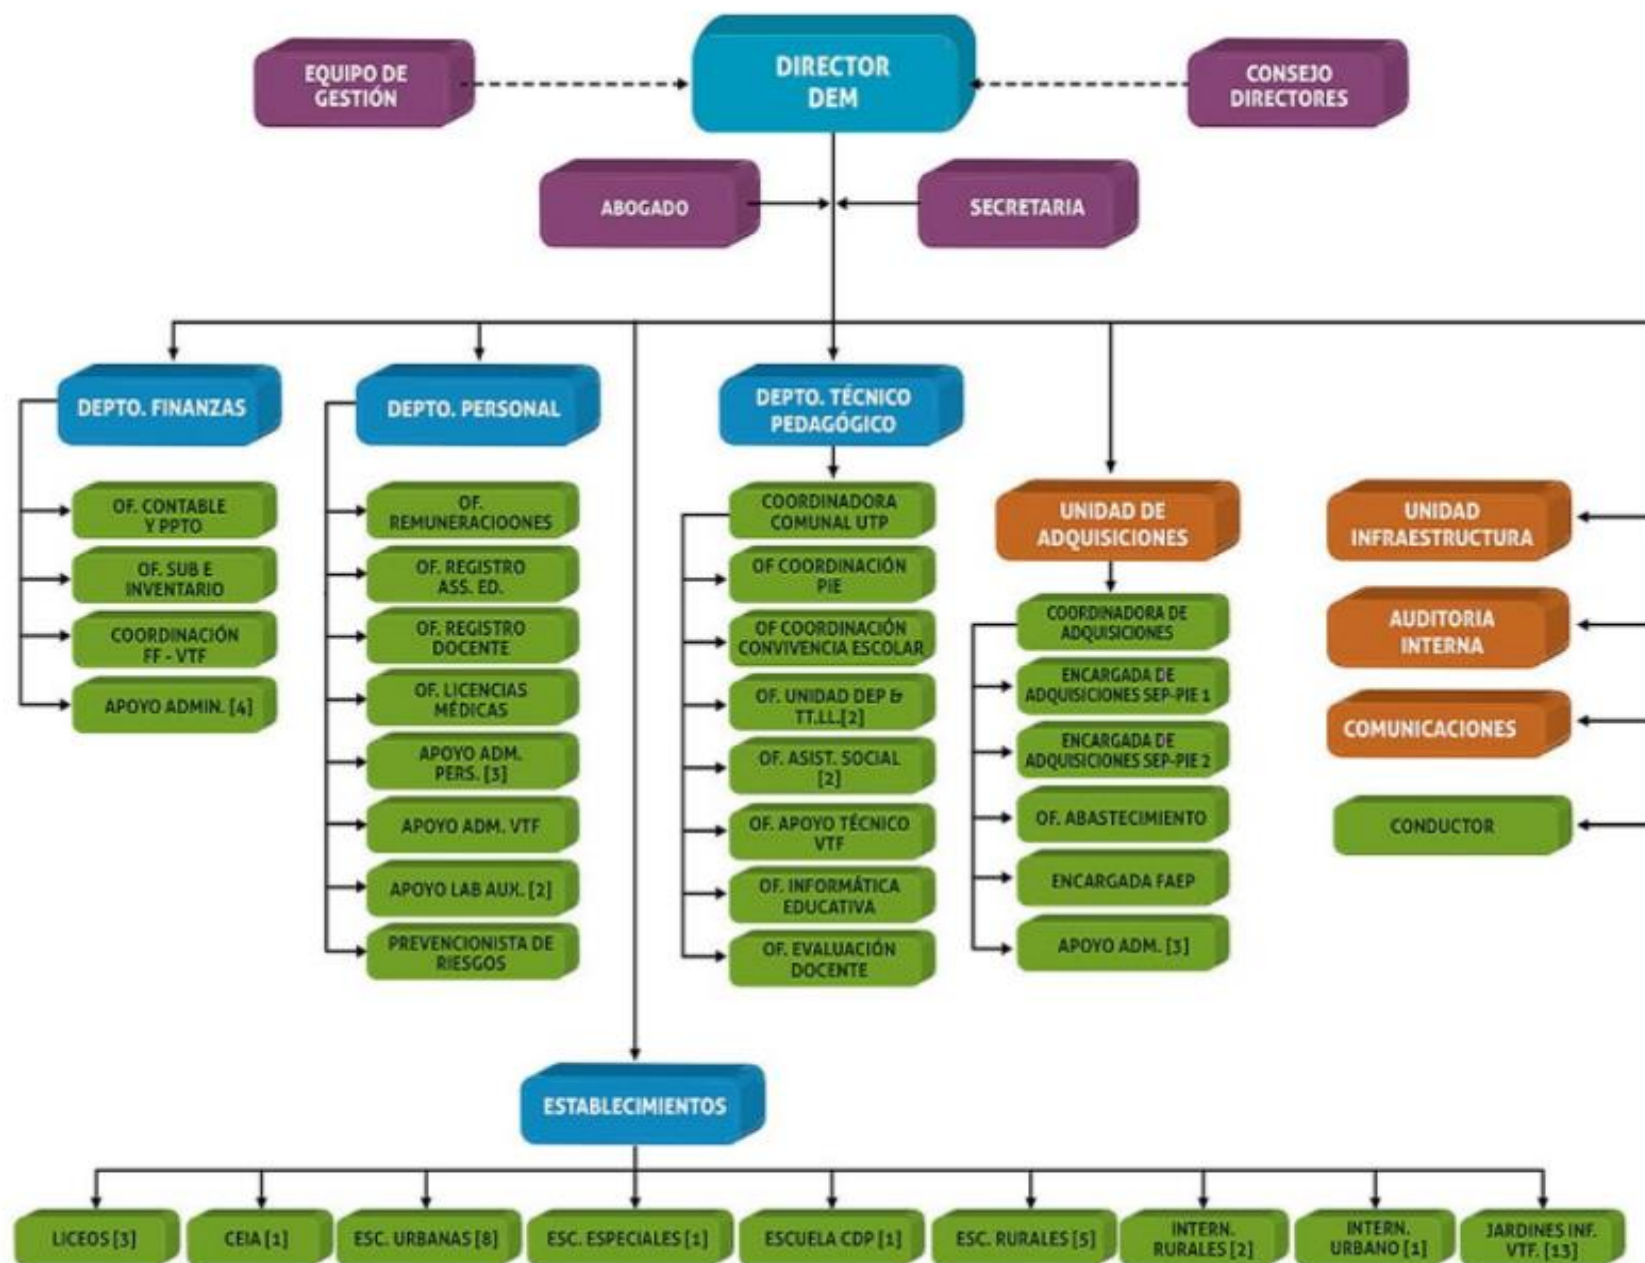 EQUIPO DE
GESTIÓN
DIRECTOR
DEM
CONSEJO
DIRECTORES
ABOGADO
SECRETARIA
DEPTO. FINANZAS
OF. CONTABLE
Y PPTO
OF. SUB E
INVENTARIO
COORDINACIÓN
FF - VTF
APOYO ADMIN. [4]
DEPTO. PERSONAL
OF.
REMUNERACIOONES
OF. REGISTRO
ASS. ED.
OF. REGISTRO
DOCENTE
OF. LICENCIAS
MÉDICAS
APOYO ADM.
PERS. [3]
APOYO ADM. VTF
APOYO LAB AUX. [2]
PREVENCIONISTA DE
RIESGOS
DEPTO. TÉCNICO
PEDAGÓGICO
COORDINADORA
COMUNAL UTP
OF COORDINACIÓN
PIE
OF COORDINACIÓN
CONVIVENCIA ESCOLAR
OF. UNIDAD DEP &
TT.LL.[2]
OF. ASIST. SOCIAL
[2]
OF. APOYO TÉCNICO
VTF
OF. INFORMÁTICA
EDUCATIVA
OF. EVALUACIÓN
DOCENTE
UNIDAD DE
ADQUISICIONES
COORDINADORA DE
ADQUISICIONES
ENCARGADA DE
ADQUISICIONES SEP-PIE 1
ENCARGADA DE
ADQUISICIONES SEP-PIE 2
OF. ABASTECIMIENTO
ENCARGADA FAEP
APOYO ADM. [3]
UNIDAD
INFRAESTRUCTURA
AUDITORIA
INTERNA
COMUNICACIONES
CONDUCTOR
ESTABLECIMIENTOS
LICEOS [3]
CEIA [1]
ESC. URBANAS [8]
ESC. ESPECIALES [1]
ESCUELA CDP [1]
ESC. RURALES [5]
INTERN.
RURALES [2]
INTERN.
URBANO [1]
JARDINES INF.
VTF. [13]